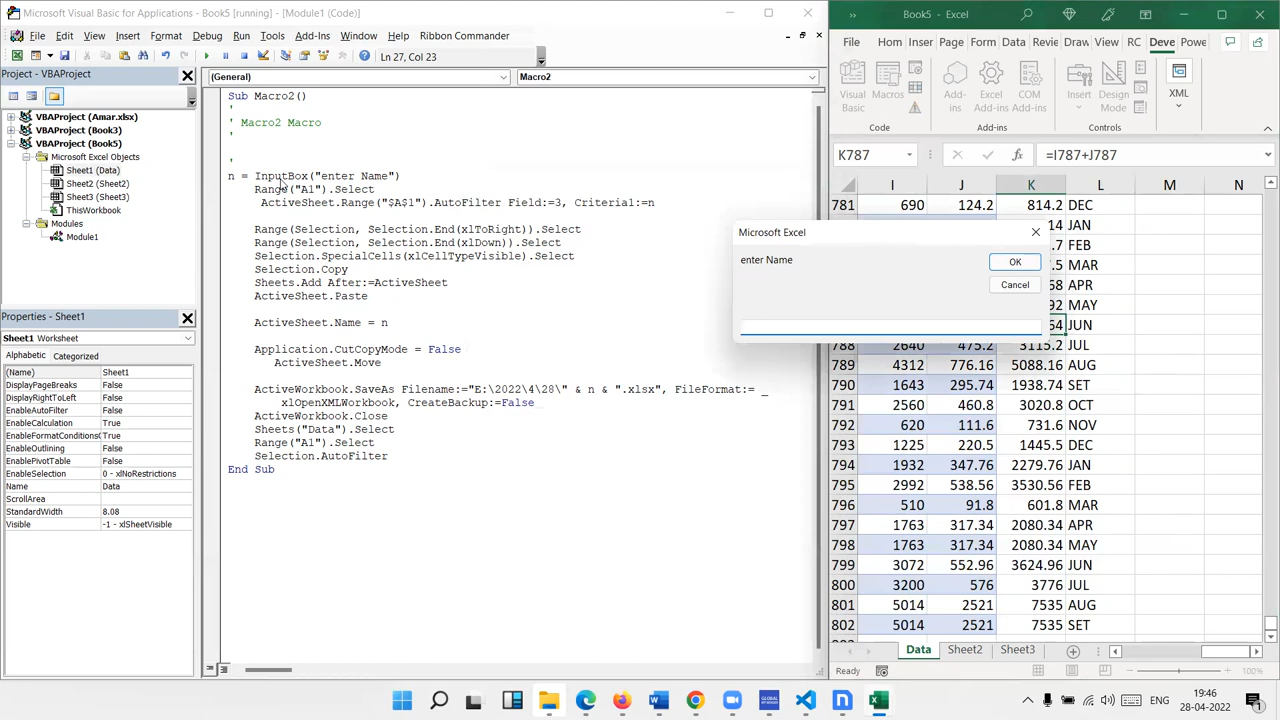 Microsoft Visual Basic for Applications - Book5 [running] - [Module1 (Code)]
File Edit View Insert Format Debug Run Tools Add-Ins Window Help Ribbon Commander
Ln 27, Col 23
Project - VBAProject
VBAProject (Amar.xlsx)
VBAProject (Book3)
VBAProject (Book5)
Microsoft Excel Objects
Sheet1 (Data)
Sheet2 (Sheet2)
Sheet3 (Sheet3)
ThisWorkbook
Modules
Module1
Properties - Sheet1
Sheet1 Worksheet
Alphabetic Categorized
(Name) Sheet1
DisplayPageBreaks False
DisplayRightToLeft False
EnableAutoFilter False
EnableCalculation True
EnableFormatConditions True
EnableOutlining False
EnablePivotTable False
EnableSelection 0 - xlNoRestrictions
Name Data
ScrollArea
StandardWidth 8.08
Visible -1 - xlSheetVisible
(General) Macro2
Sub Macro2()
'
' Macro2 Macro
'
'
n = InputBox("enter Name")
Range("A1").Select
ActiveSheet.Range("$A$1").AutoFilter Field:=3, Criteria1:=n
Range(Selection, Selection.End(xlToRight)).Select
Range(Selection, Selection.End(xlDown)).Select
Selection.SpecialCells(xlCellTypeVisible).Select
Selection.Copy
Sheets.Add After:=ActiveSheet
ActiveSheet.Paste
ActiveSheet.Name = n
Application.CutCopyMode = False
ActiveSheet.Move
ActiveWorkbook.SaveAs Filename:="E:\2022\4\28\" & n & ".xlsx", FileFormat:= _
xlOpenXMLWorkbook, CreateBackup:=False
ActiveWorkbook.Close
Sheets("Data").Select
Range("A1").Select
Selection.AutoFilter
End Sub
Microsoft Excel
enter Name
OK
Cancel
Book5 - Excel
File Hom Inser Page Form Data Revie View RC Deve Powe
Visual Basic
Macros
Code
Add-ins
Excel Add-ins
COM Add-ins
Add-ins
Insert
Design Mode
Controls
XML
K787 fx =I787+J787
I J K L M N
781 690 124.2 814.2 DEC
14 JAN
.7 FEB
.5 MAR
68 APR
92 MAY
64 JUN
788 2640 475.2 3115.2 JUL
789 4312 776.16 5088.16 AUG
790 1643 295.74 1938.74 SET
791 2560 460.8 3020.8 OCT
792 620 111.6 731.6 NOV
793 1225 220.5 1445.5 DEC
794 1932 347.76 2279.76 JAN
795 2992 538.56 3530.56 FEB
796 510 91.8 601.8 MAR
797 1763 317.34 2080.34 APR
798 1763 317.34 2080.34 MAY
799 3072 552.96 3624.96 JUN
800 3200 576 3776 JUL
801 5014 2521 7535 AUG
802 5014 2521 7535 SET
Data Sheet2 Sheet3
Ready 100%
ENG 19:46
28-04-2022